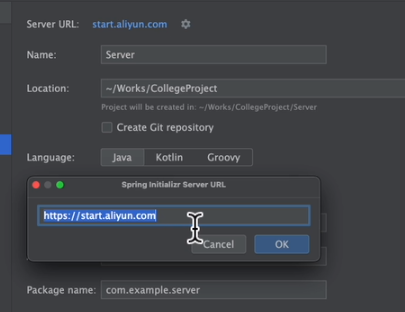 Server URL: start.aliyun.com
Name: Server
Location: ~/Works/CollegeProject
Project will be created in: ~/Works/CollegeProject/Server
Create Git repository
Language: Java Kotlin Groovy
Spring Initializr Server URL
https://start.aliyun.com
Cancel OK
Package name: com.example.server